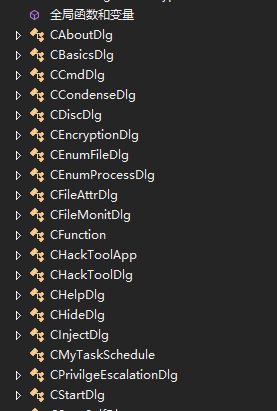 全局函数和变量
CAboutDlg
CBasicsDlg
CCmdDlg
CCondenseDlg
CDiscDlg
CEncryptionDlg
CEnumFileDlg
CEnumProcessDlg
CFileAttrDlg
CFileMonitDlg
CFunction
CHackToolApp
CHackToolDlg
CHelpDlg
CHideDlg
CInjectDlg
CMyTaskSchedule
CPrivilgeEscalationDlg
CStartDlg